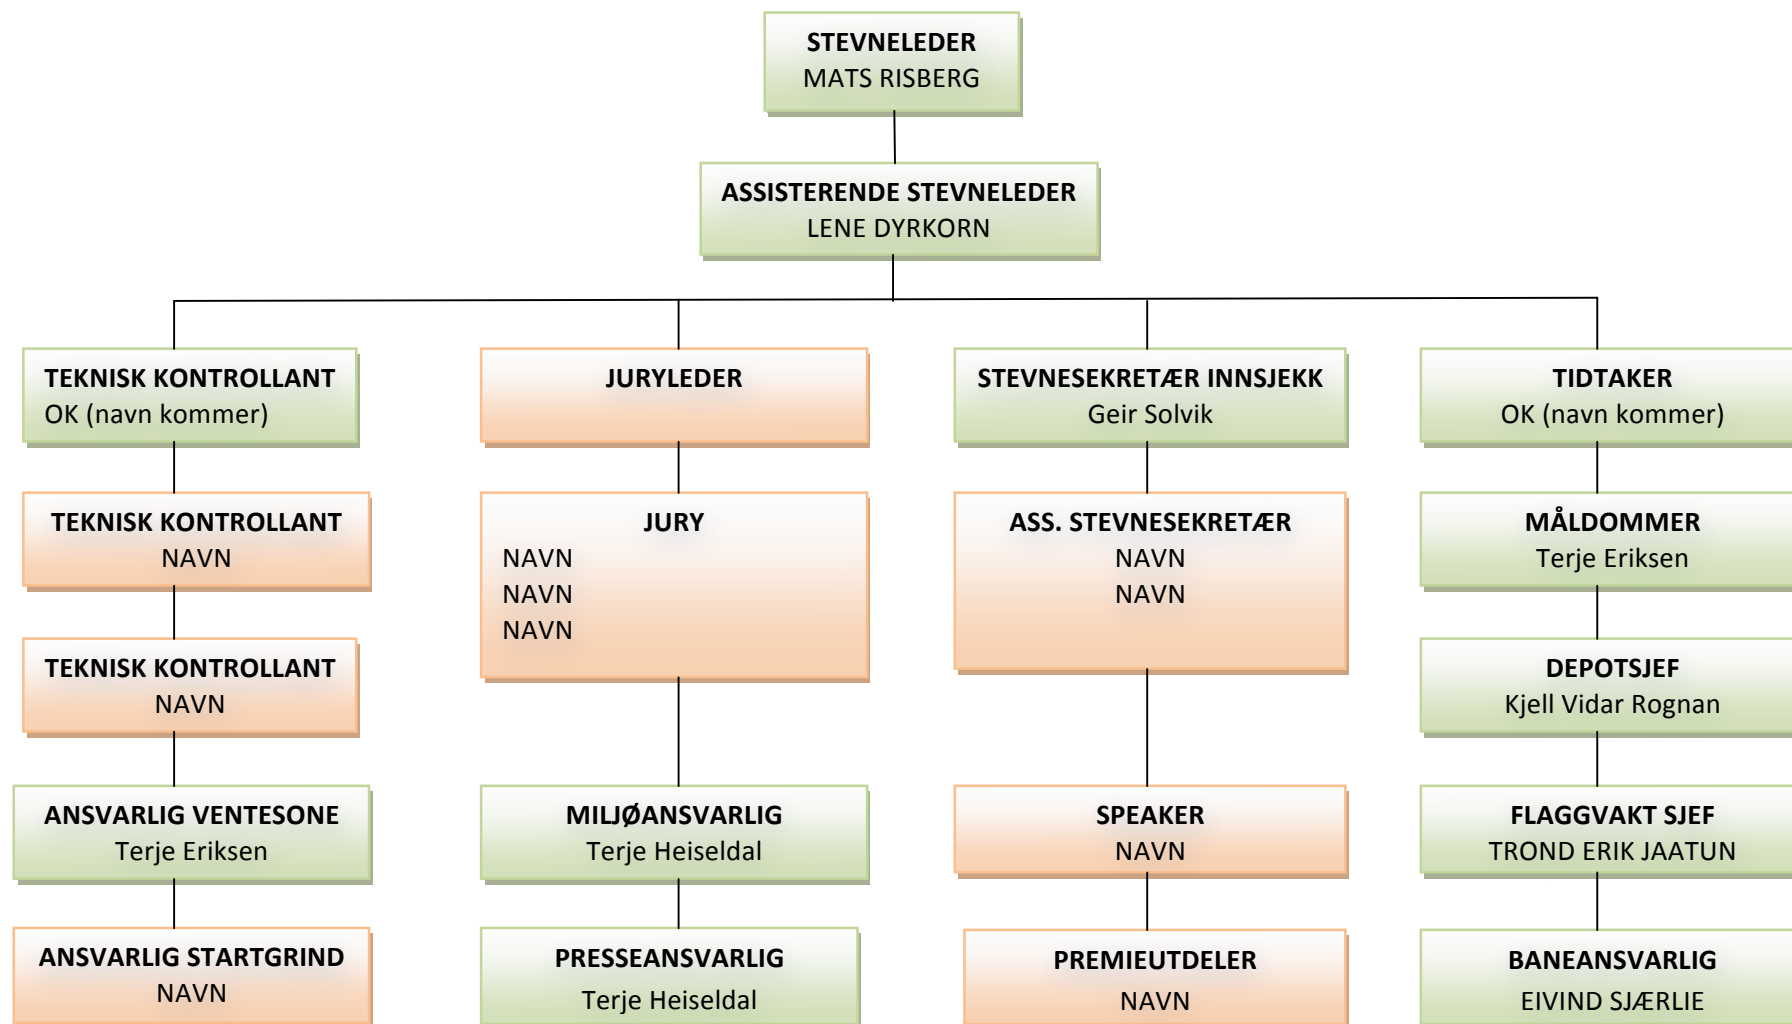 STEVNELEDER
MATS RISBERG
ASSISTERENDE STEVNELEDER
LENE DYRKORN
TEKNISK KONTROLLANT
OK (navn kommer)
JURYLEDER
STEVNESEKRETÆR INNSJEKK
Geir Solvik
TIDTAKER
OK (navn kommer)
TEKNISK KONTROLLANT
NAVN
JURY
NAVN
NAVN
NAVN
ASS. STEVNESEKRETÆR
NAVN
NAVN
MÅLDOMMER
Terje Eriksen
TEKNISK KONTROLLANT
NAVN
DEPOTSJEF
Kjell Vidar Rognan
ANSVARLIG VENTESONE
Terje Eriksen
MILJØANSVARLIG
Terje Heiseldal
SPEAKER
NAVN
FLAGGVAKT SJEF
TROND ERIK JAATUN
ANSVARLIG STARTGRIND
NAVN
PRESSEANSVARLIG
Terje Heiseldal
PREMIEUTDELER
NAVN
BANEANSVARLIG
EIVIND SJÆRLIE